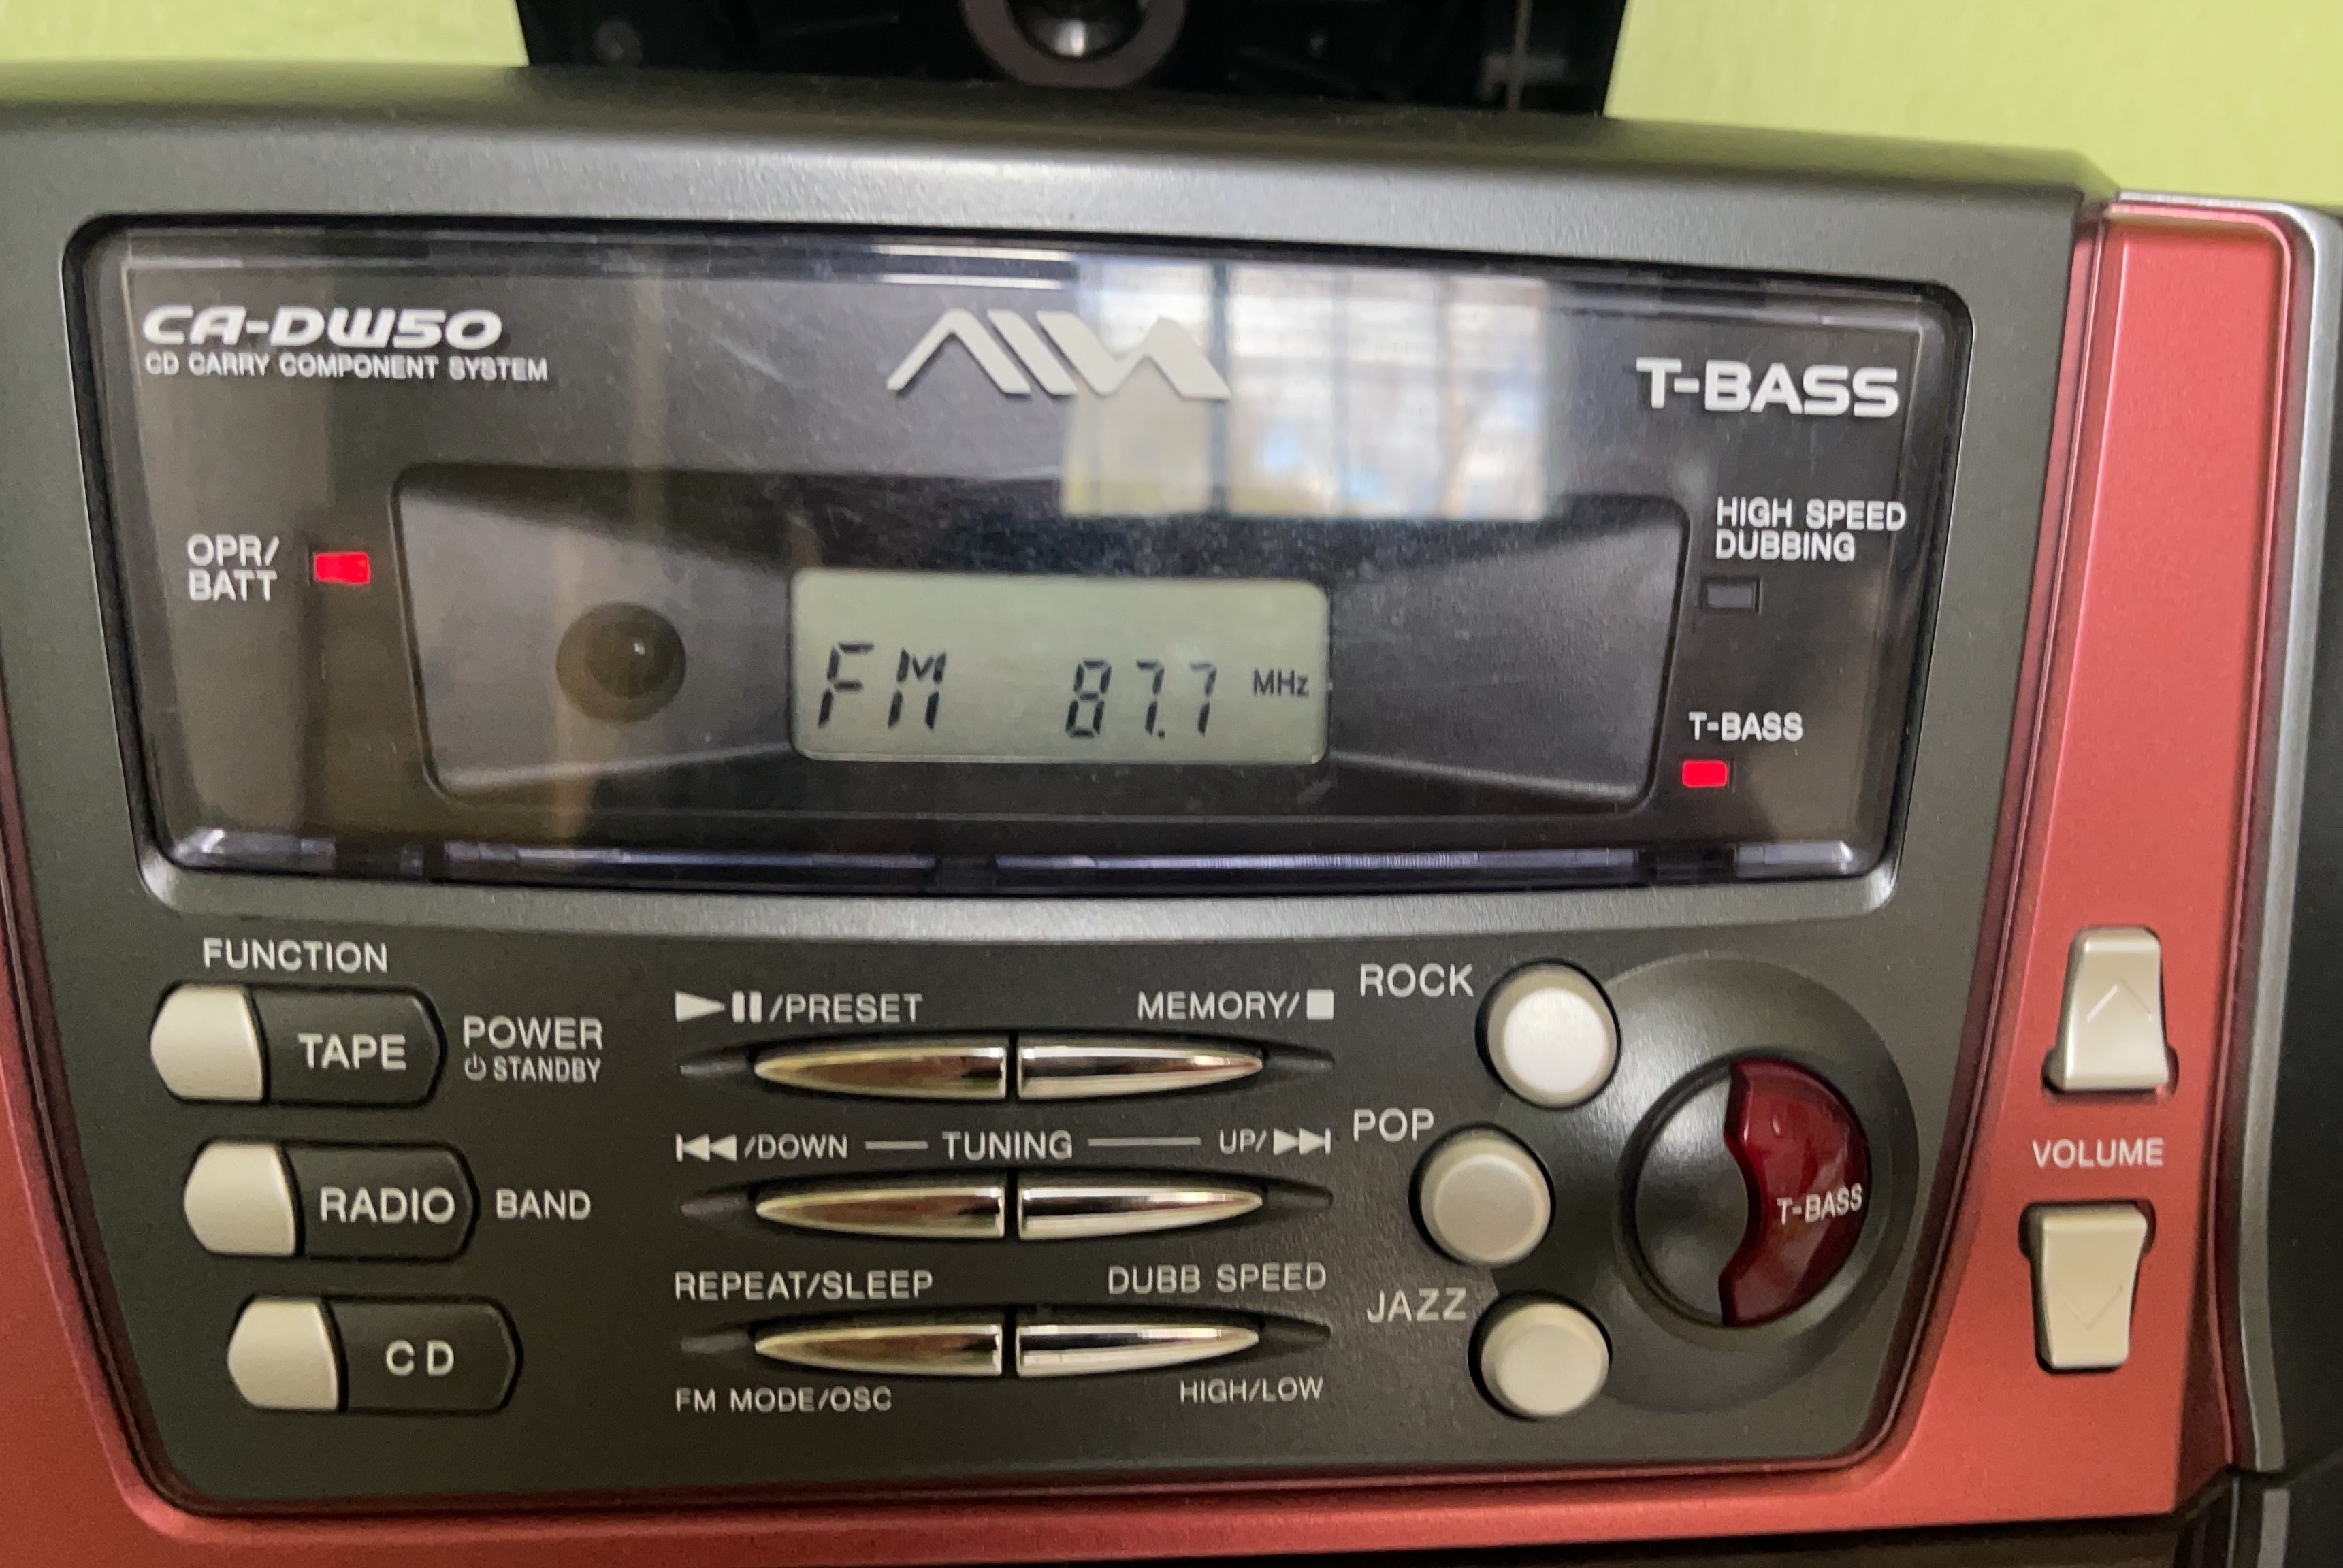 CA-DW50
CD CARRY COMPONENT SYSTEM
AIWA
T-BASS
OPR/
BATT
HIGH SPEED
DUBBING
FM 87.7 MHz
T-BASS
FUNCTION
TAPE
POWER
⏻ STANDBY
RADIO
BAND
CD
▶❚❚/PRESET
MEMORY/■
|◀◀/DOWN — TUNING — UP/▶▶|
REPEAT/SLEEP
DUBB SPEED
FM MODE/OSC
HIGH/LOW
ROCK
POP
JAZZ
T-BASS
VOLUME